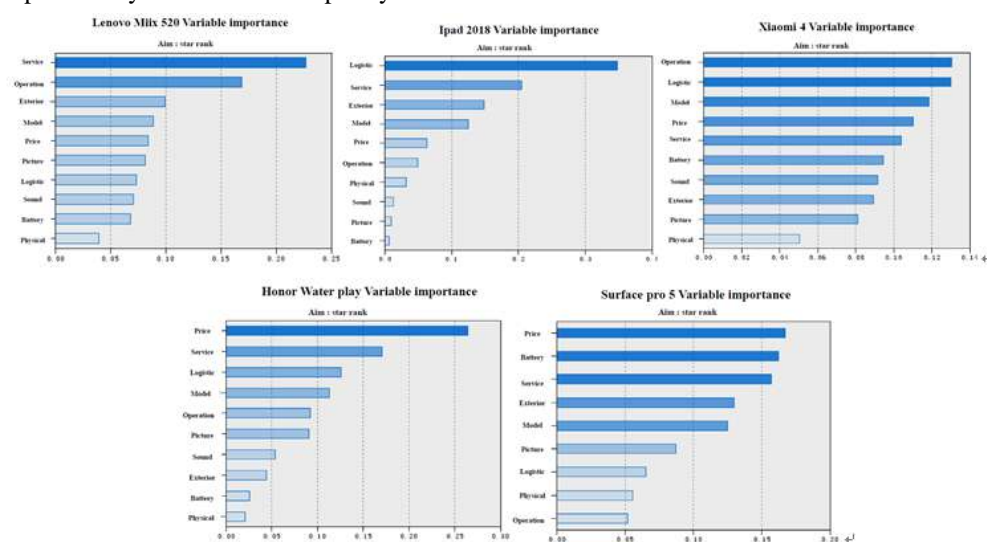 Lenovo Miix 520 Variable importance
Aim : star rank
Service
Operation
Exterior
Model
Price
Picture
Logistic
Sound
Battery
Physical
0.00 0.05 0.10 0.15 0.20 0.25
Ipad 2018 Variable importance
Aim : star rank
Logistic
Service
Exterior
Model
Price
Operation
Physical
Sound
Picture
Battery
0.0 0.1 0.2 0.3
Xiaomi 4 Variable importance
Aim : star rank
Operation
Logistic
Model
Price
Service
Battery
Sound
Exterior
Picture
Physical
0.00 0.02 0.04 0.06 0.08 0.10 0.12 0.14
Honor Water play Variable importance
Aim : star rank
Price
Service
Logistic
Model
Operation
Picture
Sound
Exterior
Battery
Physical
0.00 0.05 0.10 0.15 0.20 0.25 0.30
Surface pro 5 Variable importance
Aim : star rank
Price
Battery
Service
Exterior
Model
Picture
Logistic
Physical
Operation
0.00 0.05 0.10 0.15 0.20